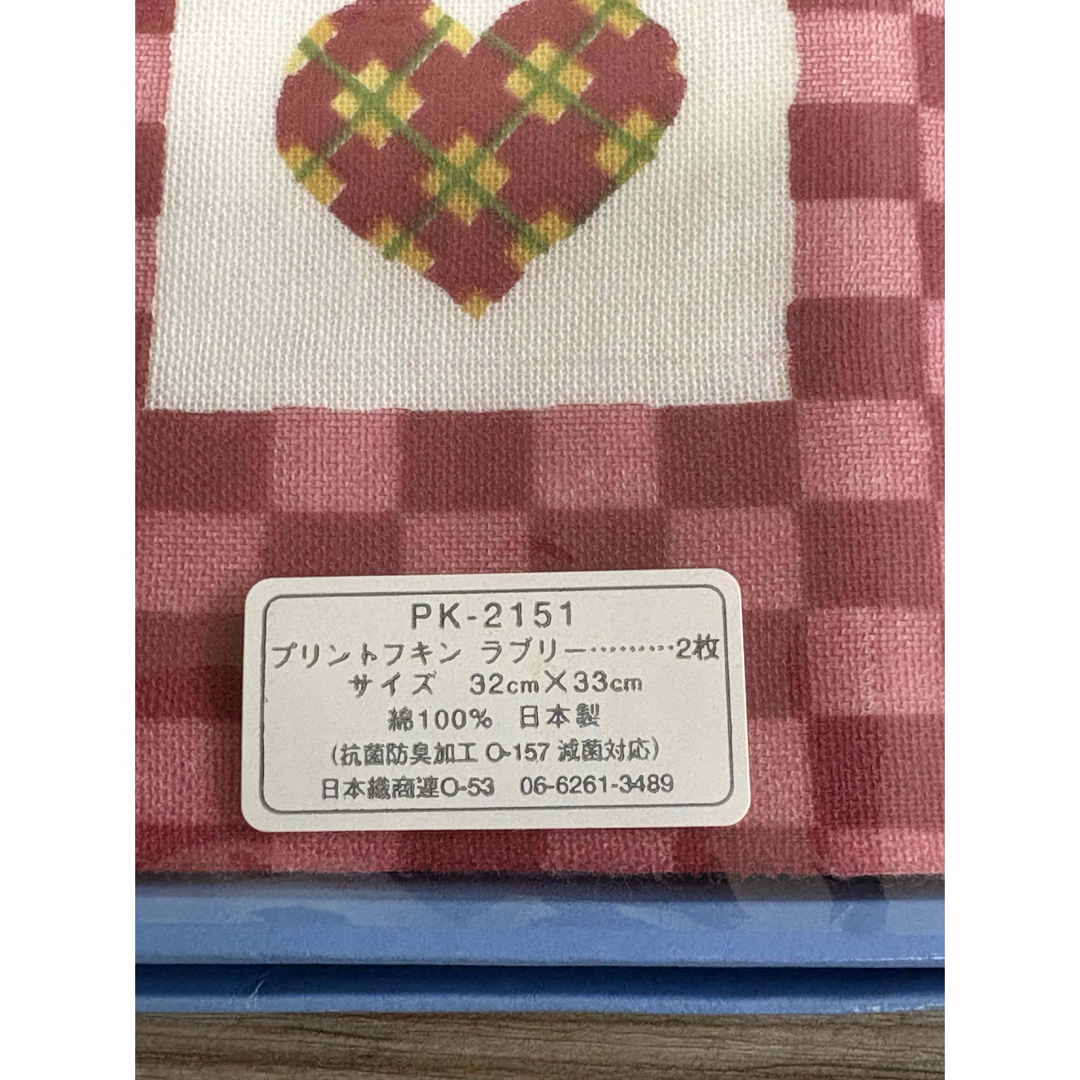 PK-2151
プリントフキン ラブリー………2枚
サイズ 32cm×33cm
綿100% 日本製
(抗菌防臭加工 O-157 減菌対応)
日本繊商連O-53 06-6261-3489